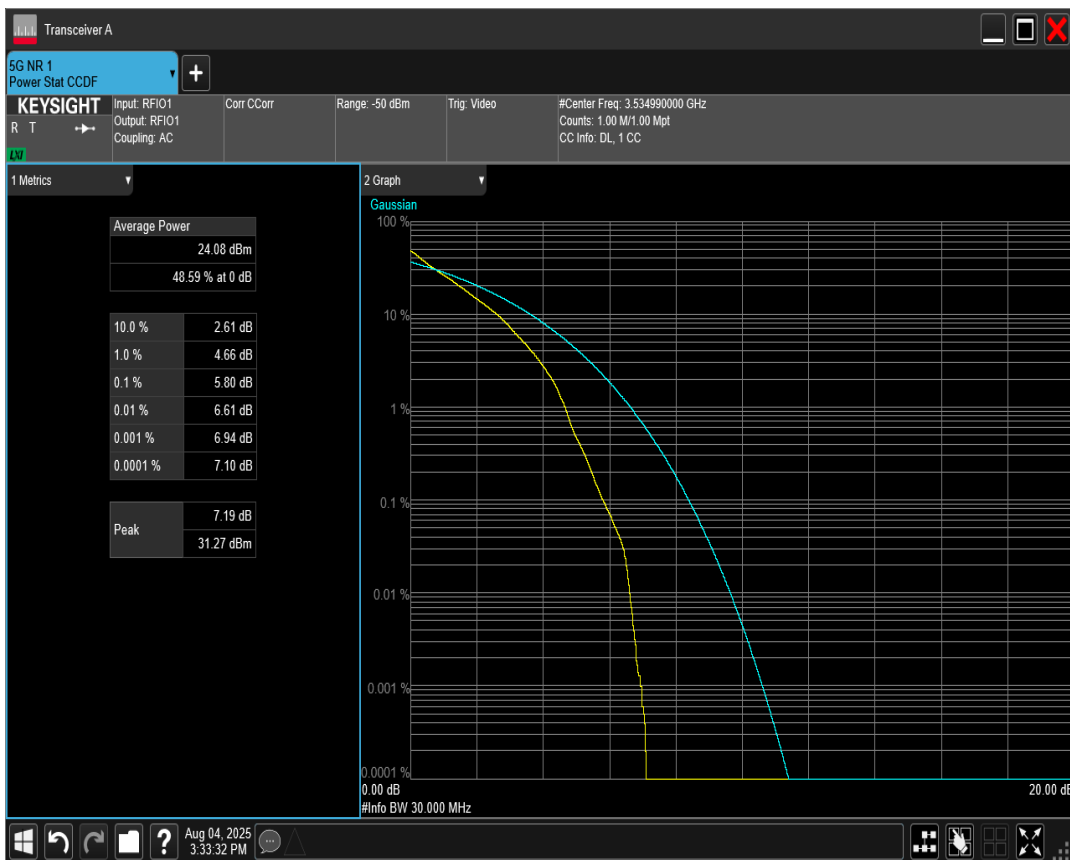 Transceiver A
5G NR 1
Power Stat CCDF
+
KEYSIGHT
R T
LXI
Input: RFIO1
Output: RFIO1
Coupling: AC
Corr CCorr
Range: -50 dBm
Trig: Video
#Center Freq: 3.534990000 GHz
Counts: 1.00 M/1.00 Mpt
CC Info: DL, 1 CC
1 Metrics
Average Power
24.08 dBm
48.59 % at 0 dB
10.0 % 2.61 dB
1.0 % 4.66 dB
0.1 % 5.80 dB
0.01 % 6.61 dB
0.001 % 6.94 dB
0.0001 % 7.10 dB
Peak
7.19 dB
31.27 dBm
2 Graph
Gaussian
100 %
10 %
1 %
0.1 %
0.01 %
0.001 %
0.0001 %
0.00 dB
20.00 dB
#Info BW 30.000 MHz
?
Aug 04, 2025
3:33:32 PM